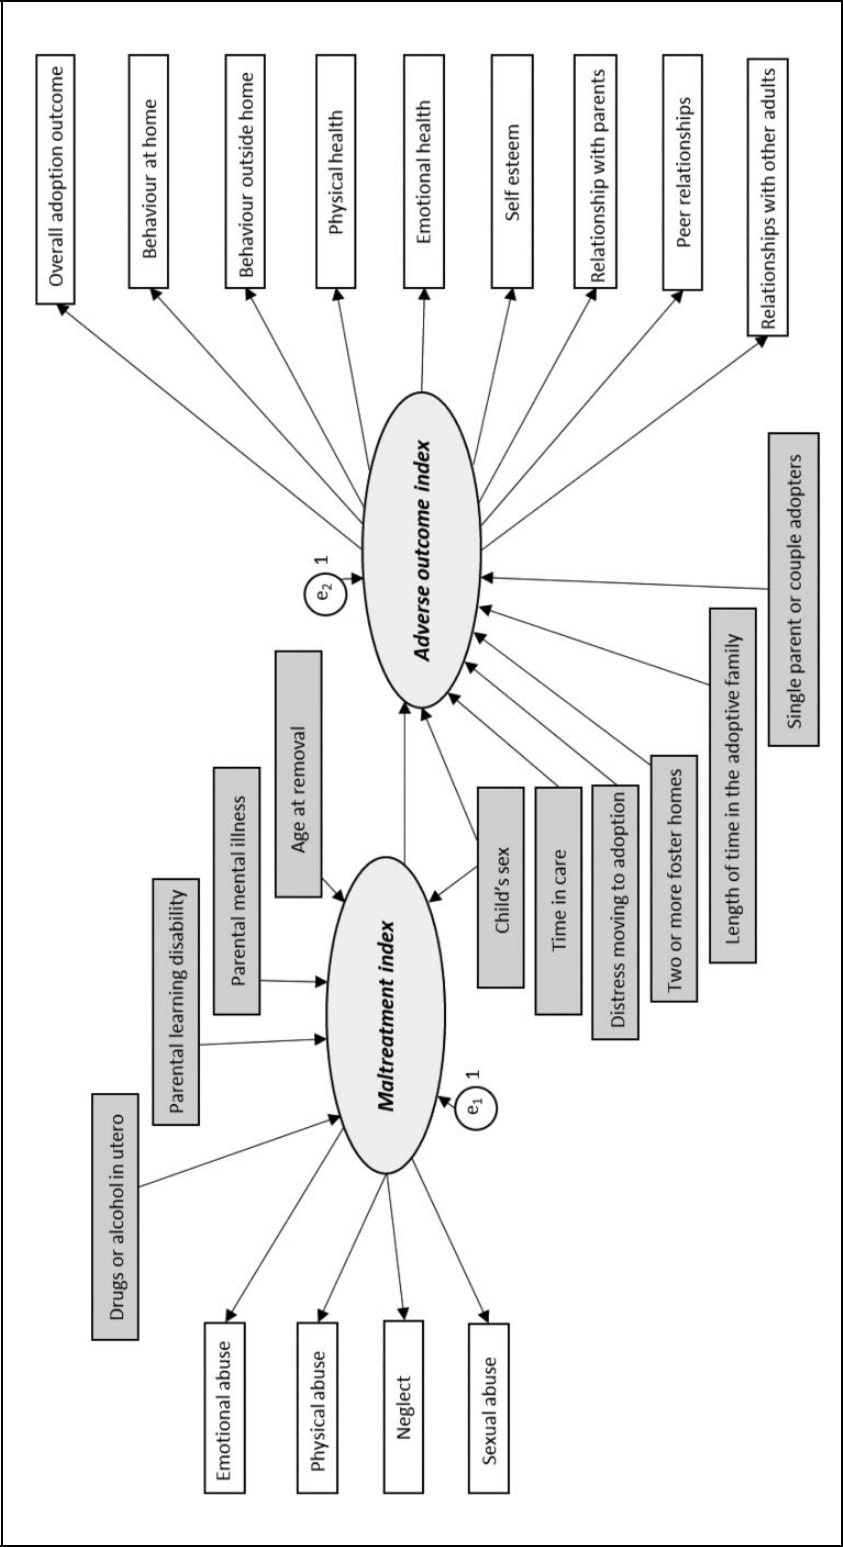 Overall adoption outcome
Behaviour at home
Behaviour outside home
Physical health
Emotional health
Self esteem
Relationship with parents
Peer relationships
Relationships with other adults
e2 1
Adverse outcome index
Drugs or alcohol in utero
Parental learning disability
Parental mental illness
Age at removal
Maltreatment index
e1 1
Emotional abuse
Physical abuse
Neglect
Sexual abuse
Child's sex
Time in care
Distress moving to adoption
Two or more foster homes
Length of time in the adoptive family
Single parent or couple adopters